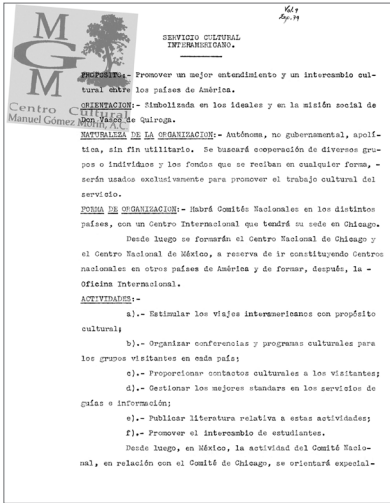 Vol. 9
Exp. 79
MGM
Centro Cultural
Manuel Gómez Morín, A.C.
SERVICIO CULTURAL
INTERAMERICANO.
PROPOSITO:- Promover un mejor entendimiento y un intercambio cul-
tural entre los países de América.
ORIENTACION:- Simbolizada en los ideales y en la misión social de
Don Vasco de Quiroga.
NATURALEZA DE LA ORGANIZACION:- Autónoma, no gubernamental, apolí-
tica, sin fin utilitario. Se buscará cooperación de diversos gru-
pos o individuos y los fondos que se reciban en cualquier forma, -
serán usados exclusivamente para promover el trabajo cultural del
servicio.
FORMA DE ORGANIZACION:- Habrá Comités Nacionales en los distintos
países, con un Centro Internacional que tendrá su sede en Chicago.
Desde luego se formarán el Centro Nacional de Chicago y
el Centro Nacional de México, a reserva de ir constituyendo Centros
nacionales en otros países de América y de formar, después, la -
Oficina Internacional.
ACTIVIDADES:-
a).- Estimular los viajes interamericanos con propósito
cultural;
b).- Organizar conferencias y programas culturales para
los grupos visitantes en cada país;
c).- Proporcionar contactos culturales a los visitantes;
d).- Gestionar los mejores standars en los servicios de
guías e información;
e).- Publicar literatura relativa a estas actividades;
f).- Promover el intercambio de estudiantes.
Desde luego, en México, la actividad del Comité Nacio-
nal, en relación con el Comité de Chicago, se orientará expecial-